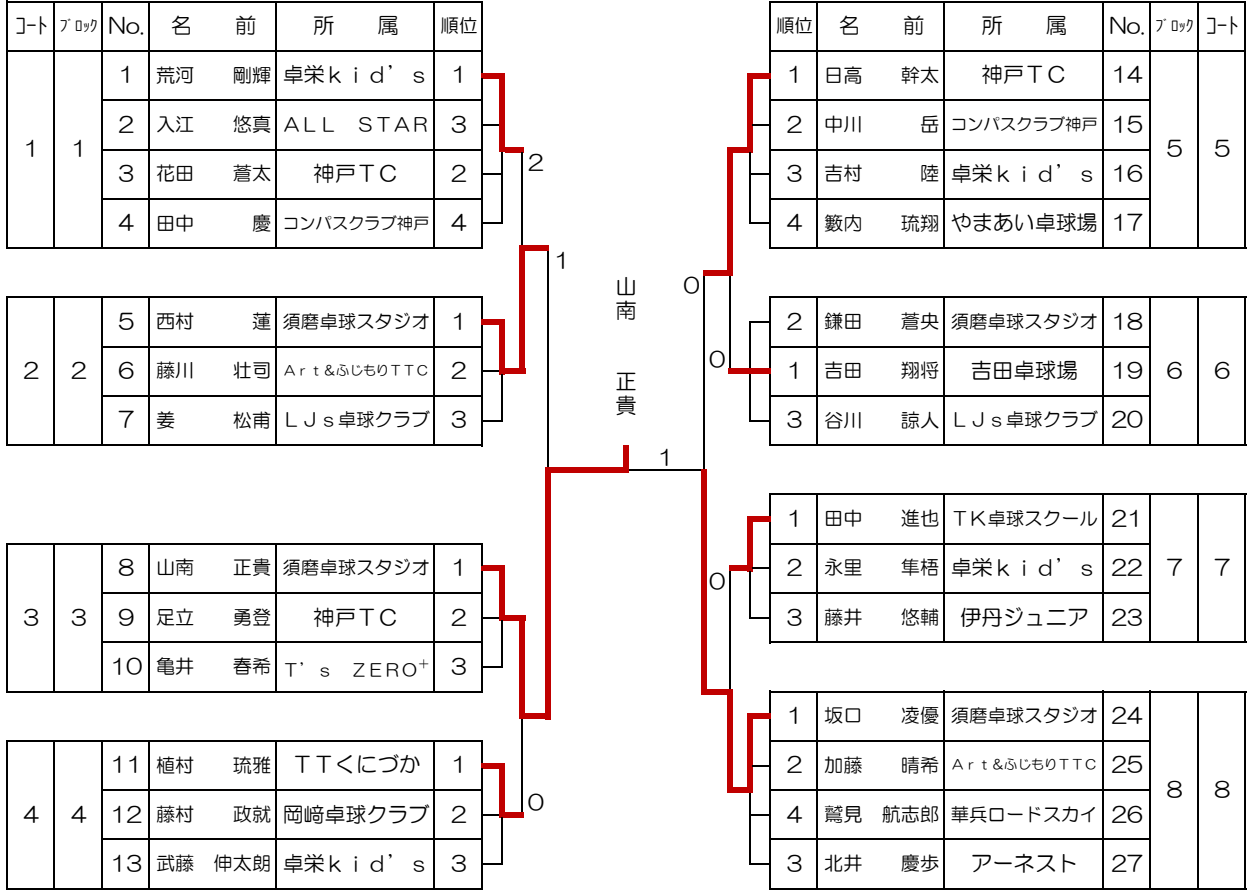 コート ブロック No. 名 前 所 属 順位
1 1
1 荒河 剛輝 卓栄ｋｉｄ’ｓ 1
2 入江 悠真 ＡＬＬ ＳＴＡＲ 3
3 花田 蒼太 神戸ＴＣ 2
4 田中 慶 コンパスクラブ神戸 4
2 2
5 西村 蓮 須磨卓球スタジオ 1
6 藤川 壮司 Ａｒｔ&ふじもりＴＴＣ 2
7 姜 松甫 ＬＪｓ卓球クラブ 3
3 3
8 山南 正貴 須磨卓球スタジオ 1
9 足立 勇登 神戸ＴＣ 2
10 亀井 春希 Ｔ’ｓ ＺＥＲＯ⁺ 3
4 4
11 植村 琉雅 ＴＴくにづか 1
12 藤村 政就 岡﨑卓球クラブ 2
13 武藤 伸太朗 卓栄ｋｉｄ’ｓ 3
2
1
0
山南 正貴
1
0
0
0
順位 名 前 所 属 No. ブロック コート
1 日高 幹太 神戸ＴＣ 14
2 中川 岳 コンパスクラブ神戸 15
3 吉村 陸 卓栄ｋｉｄ’ｓ 16
4 籔内 琉翔 やまあい卓球場 17
5 5
2 鎌田 蒼央 須磨卓球スタジオ 18
1 吉田 翔将 吉田卓球場 19
3 谷川 諒人 ＬＪｓ卓球クラブ 20
6 6
1 田中 進也 ＴＫ卓球スクール 21
2 永里 隼梧 卓栄ｋｉｄ’ｓ 22
3 藤井 悠輔 伊丹ジュニア 23
7 7
1 坂口 凌優 須磨卓球スタジオ 24
2 加藤 晴希 Ａｒｔ&ふじもりＴＴＣ 25
4 鷲見 航志郎 華兵ロードスカイ 26
3 北井 慶歩 アーネスト 27
8 8